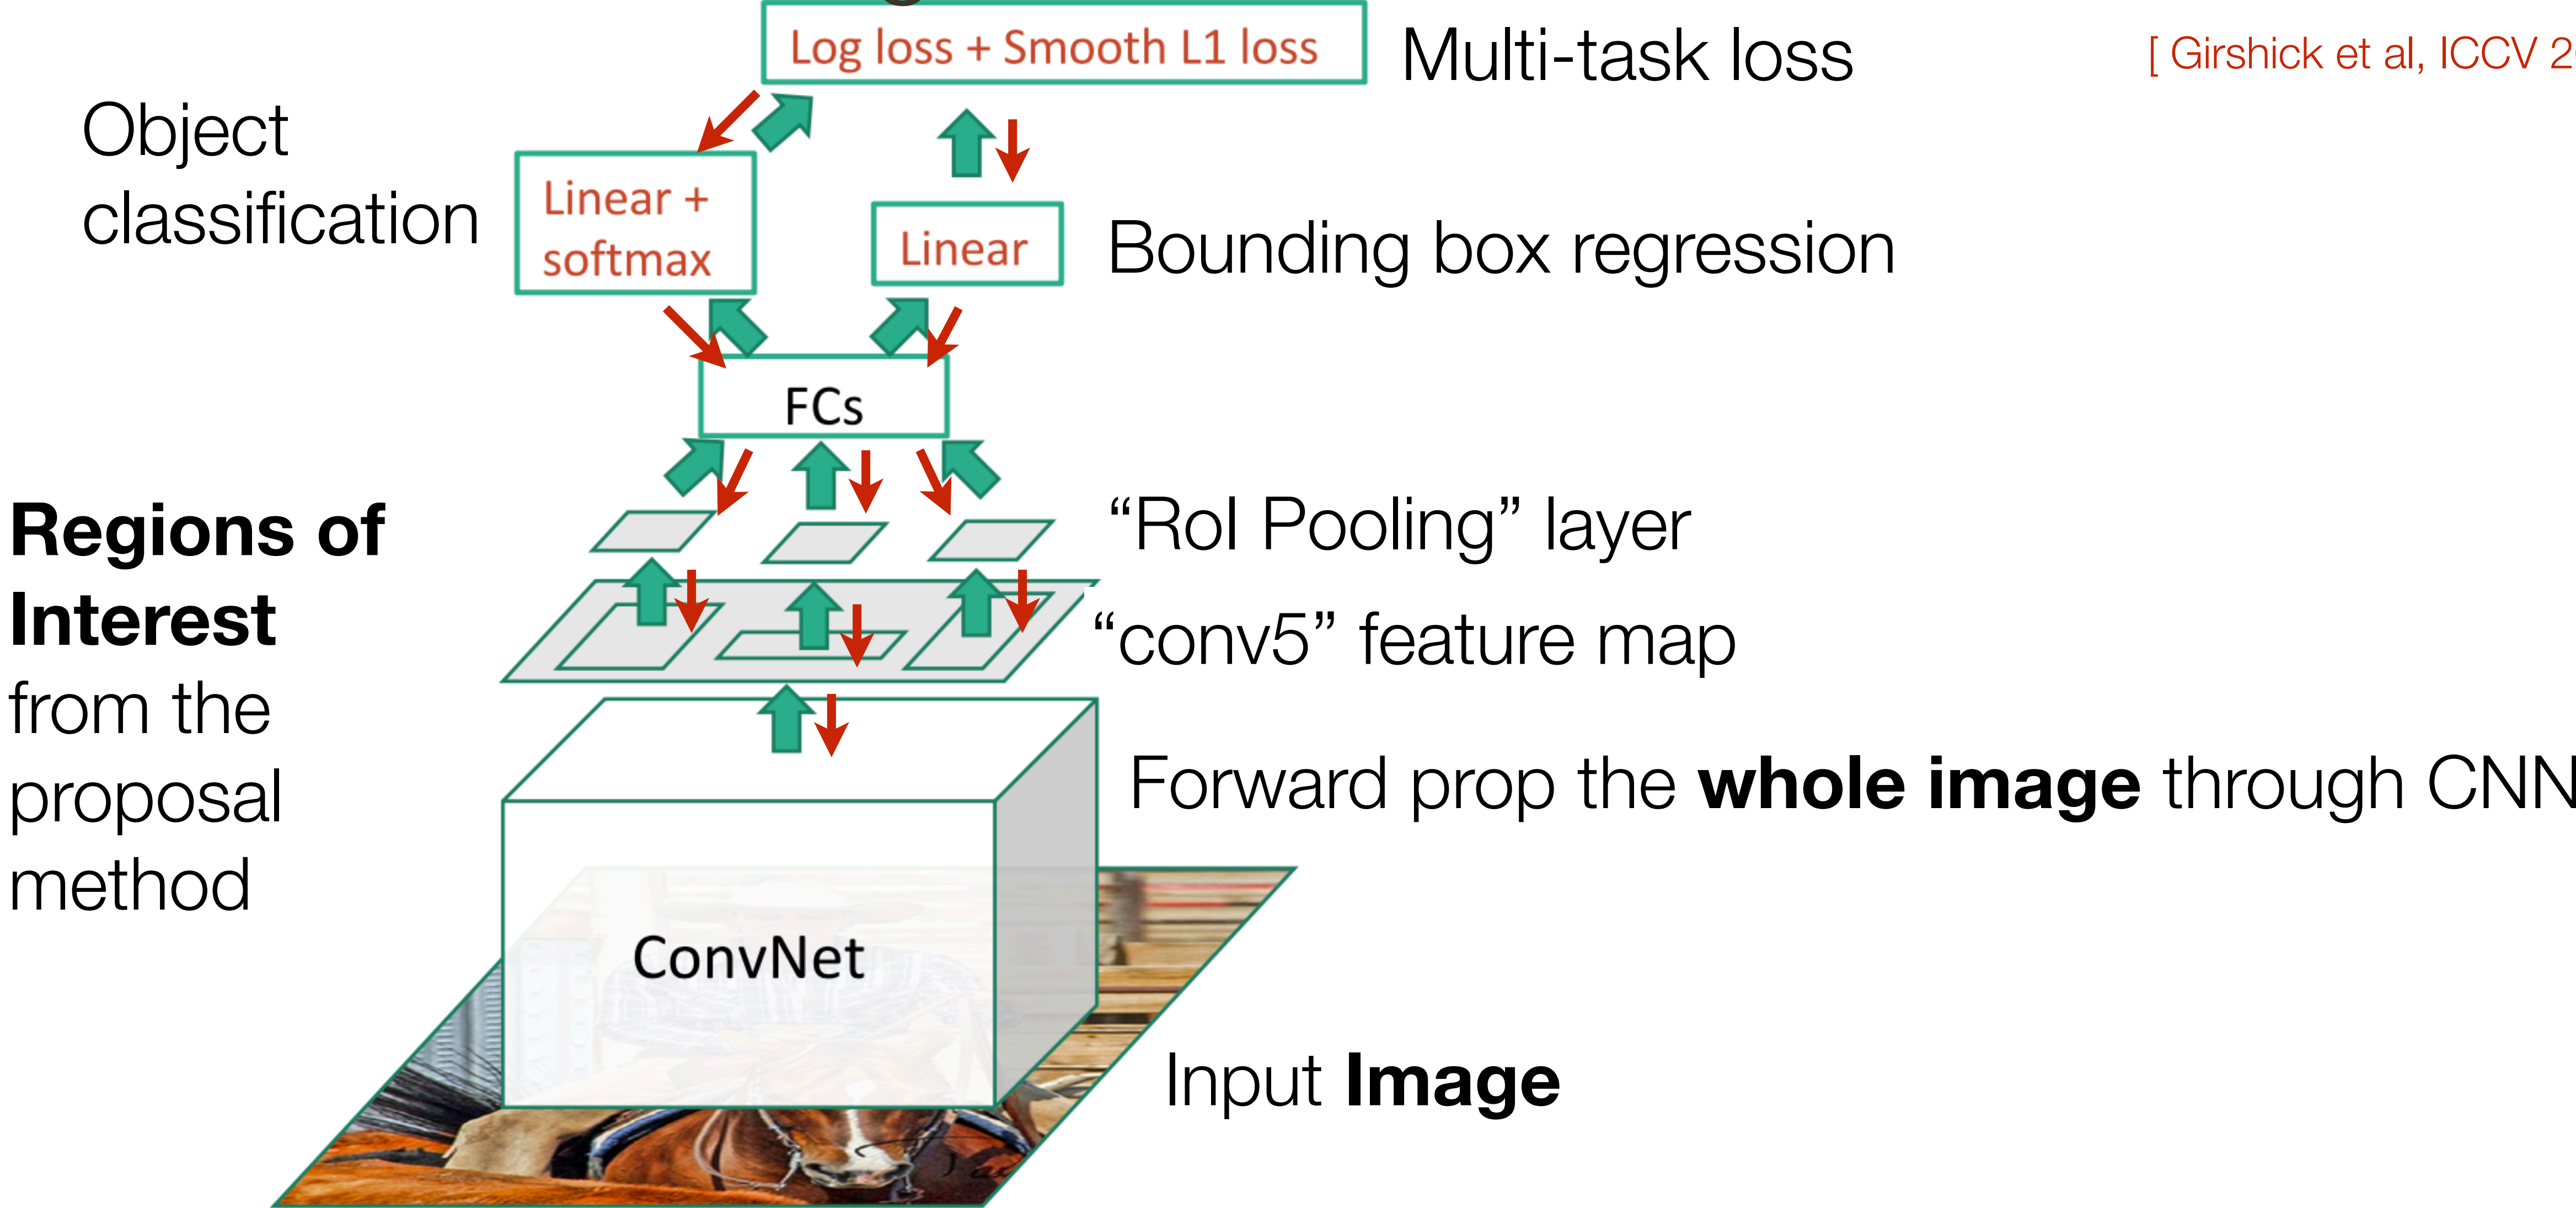 Log loss + Smooth L1 loss
Multi-task loss
[ Girshick et al, ICCV
Object
classification
Linear +
softmax
Linear
Bounding box regression
FCs
Regions of
Interest
from the
proposal
method
“RoI Pooling” layer
“conv5” feature map
Forward prop the whole image through CNN
ConvNet
Input Image